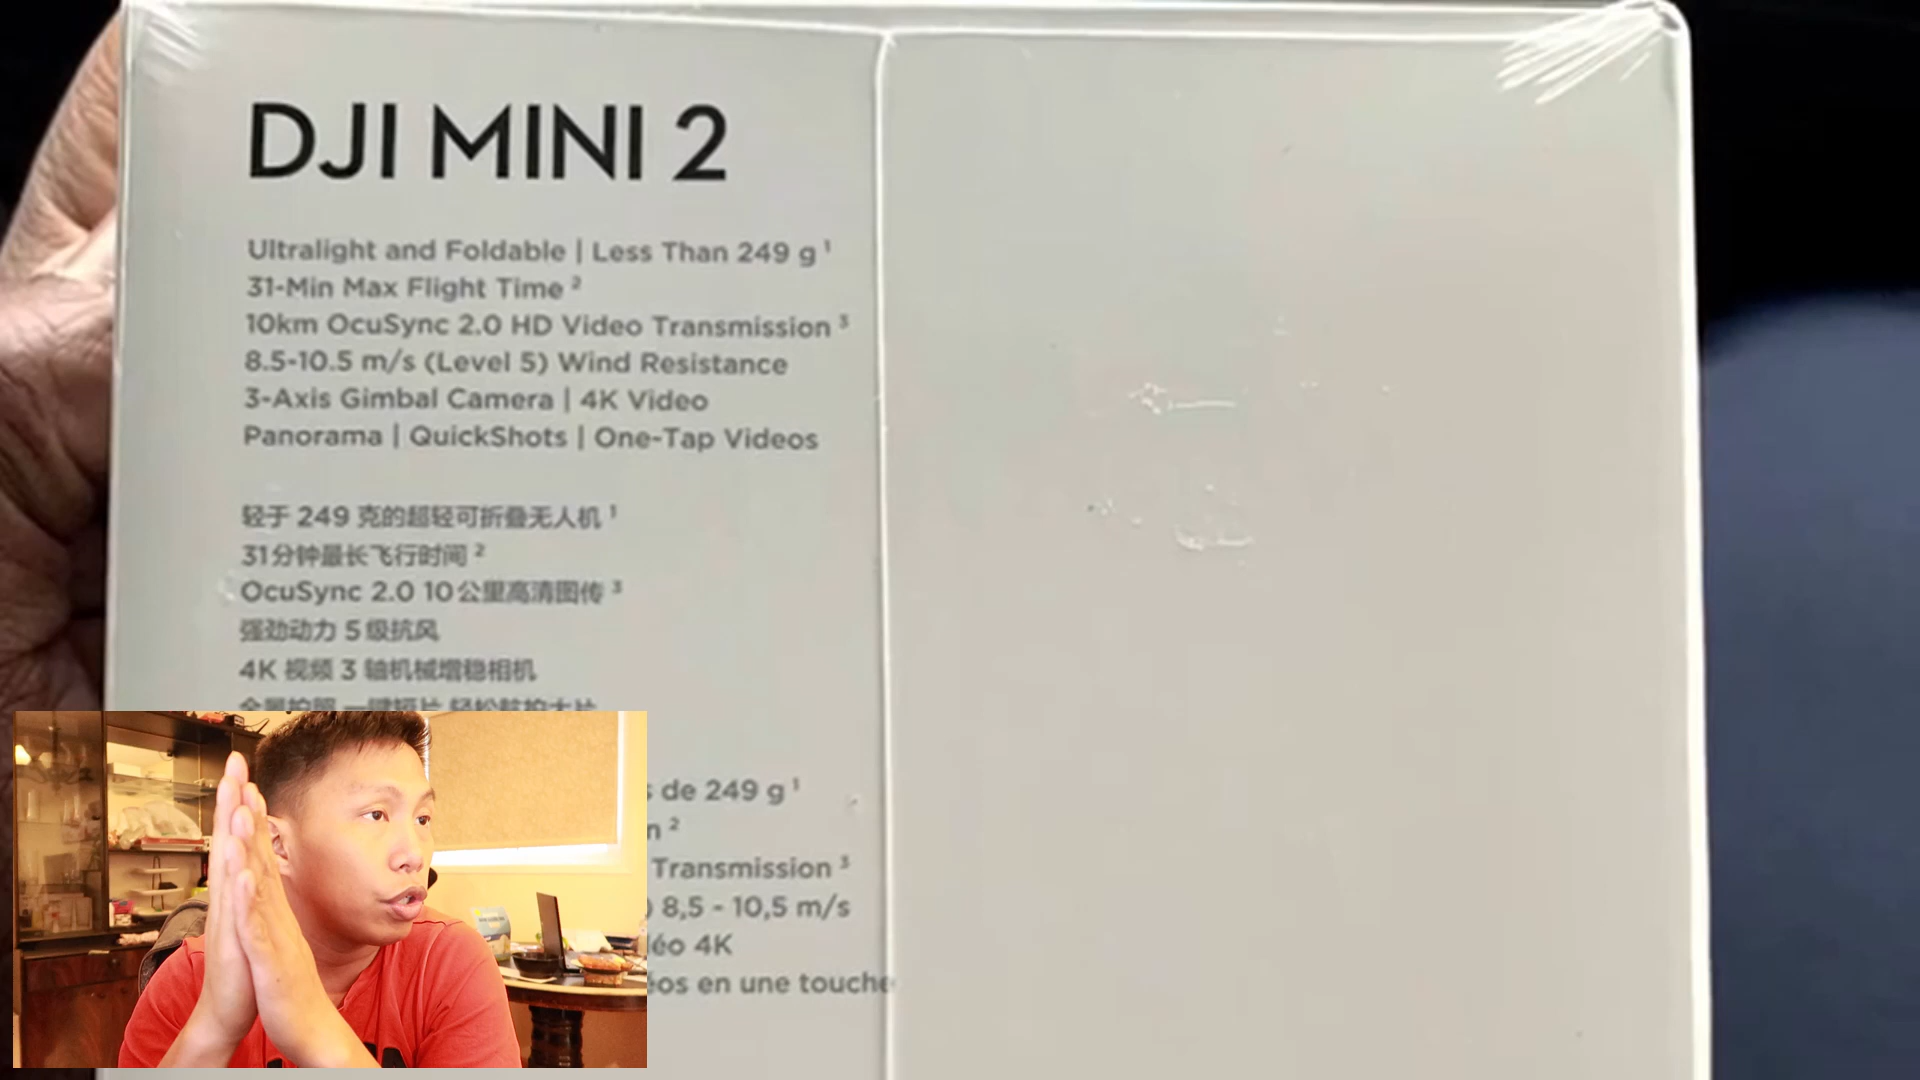 DJI MINI 2
Ultralight and Foldable | Less Than 249 g ¹
31-Min Max Flight Time ²
10km OcuSync 2.0 HD Video Transmission ³
8.5-10.5 m/s (Level 5) Wind Resistance
3-Axis Gimbal Camera | 4K Video
Panorama | QuickShots | One-Tap Videos
轻于 249 克的超轻可折叠无人机 ¹
31分钟最长飞行时间 ²
OcuSync 2.0 10公里高清图传 ³
强劲动力 5 级抗风
4K 视频 3 轴机械增稳相机
de 249 g ¹
²
Transmission ³
) 8,5 - 10,5 m/s
4K
en une touche